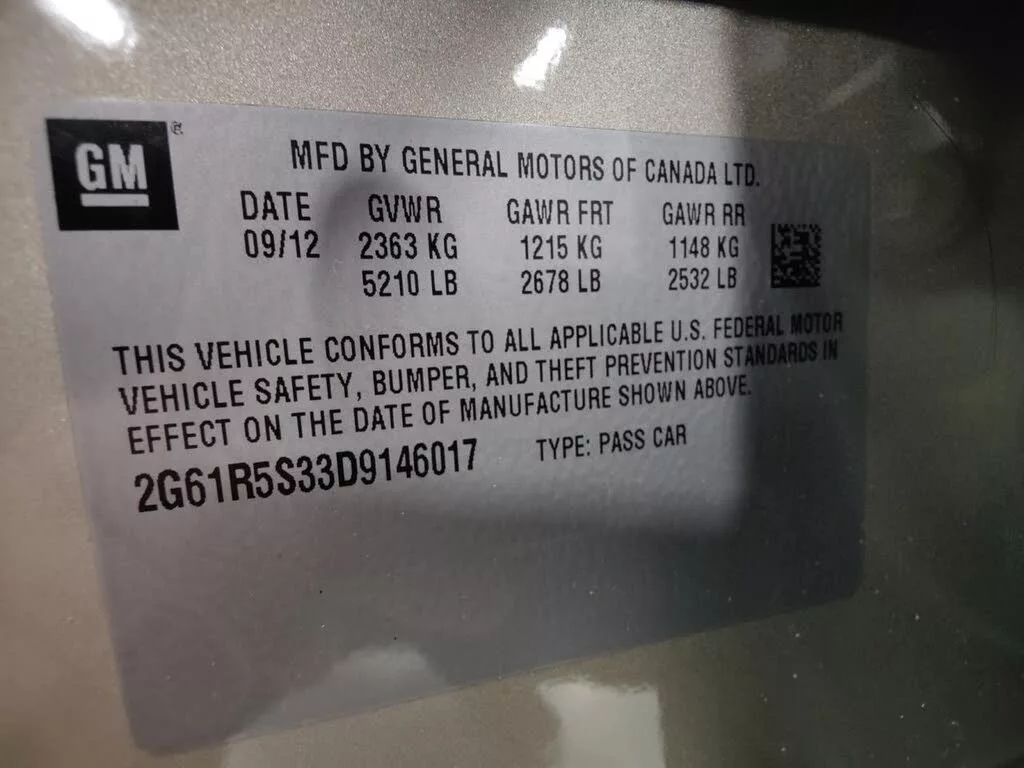 GM
MFD BY GENERAL MOTORS OF CANADA LTD.
DATE GVWR GAWR FRT GAWR RR
09/12 2363 KG 1215 KG 1148 KG
5210 LB 2678 LB 2532 LB
THIS VEHICLE CONFORMS TO ALL APPLICABLE U.S. FEDERAL MOTOR
VEHICLE SAFETY, BUMPER, AND THEFT PREVENTION STANDARDS IN
EFFECT ON THE DATE OF MANUFACTURE SHOWN ABOVE.
2G61R5S33D9146017 TYPE: PASS CAR